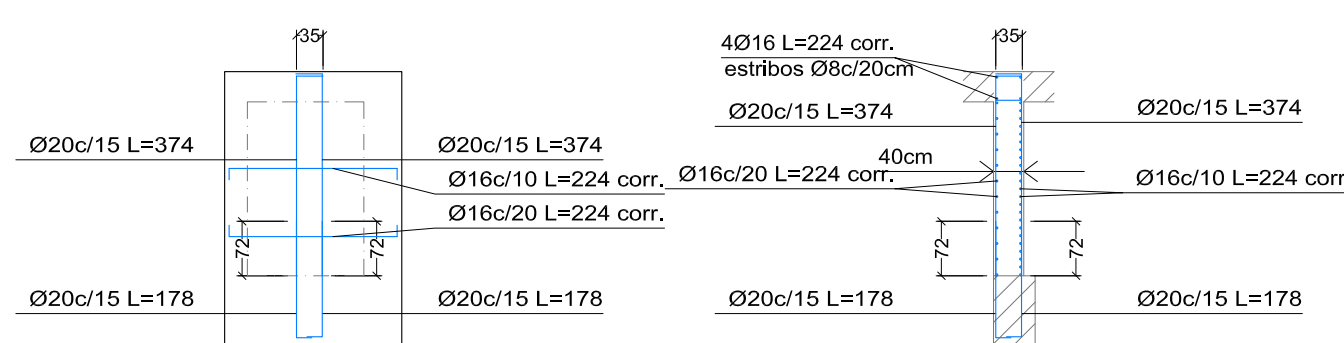 35
Ø20c/15 L=374
Ø20c/15 L=374
Ø16c/10 L=224 corr.
Ø16c/20 L=224 corr.
72
72
Ø20c/15 L=178
Ø20c/15 L=178
35
4Ø16 L=224 corr.
estribos Ø8c/20cm
Ø20c/15 L=374
Ø20c/15 L=374
40cm
Ø16c/20 L=224 corr.
Ø16c/10 L=224 corr
72
72
Ø20c/15 L=178
Ø20c/15 L=178